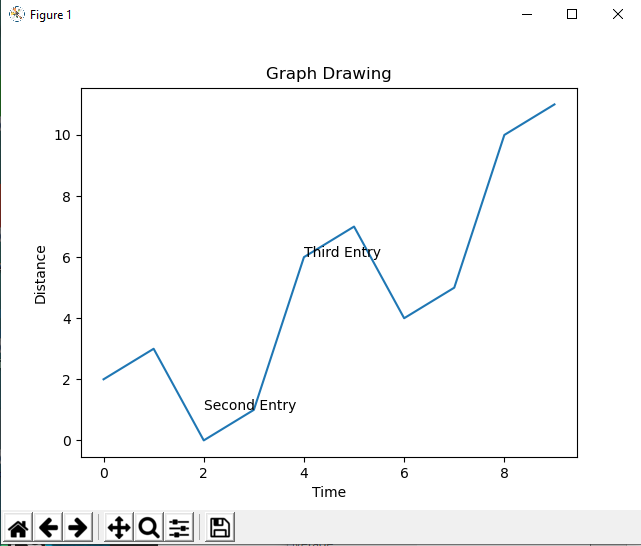 Figure 1
Graph Drawing
10
8
6
4
2
0
Distance
Third Entry
Second Entry
0 2 4 6 8
Time